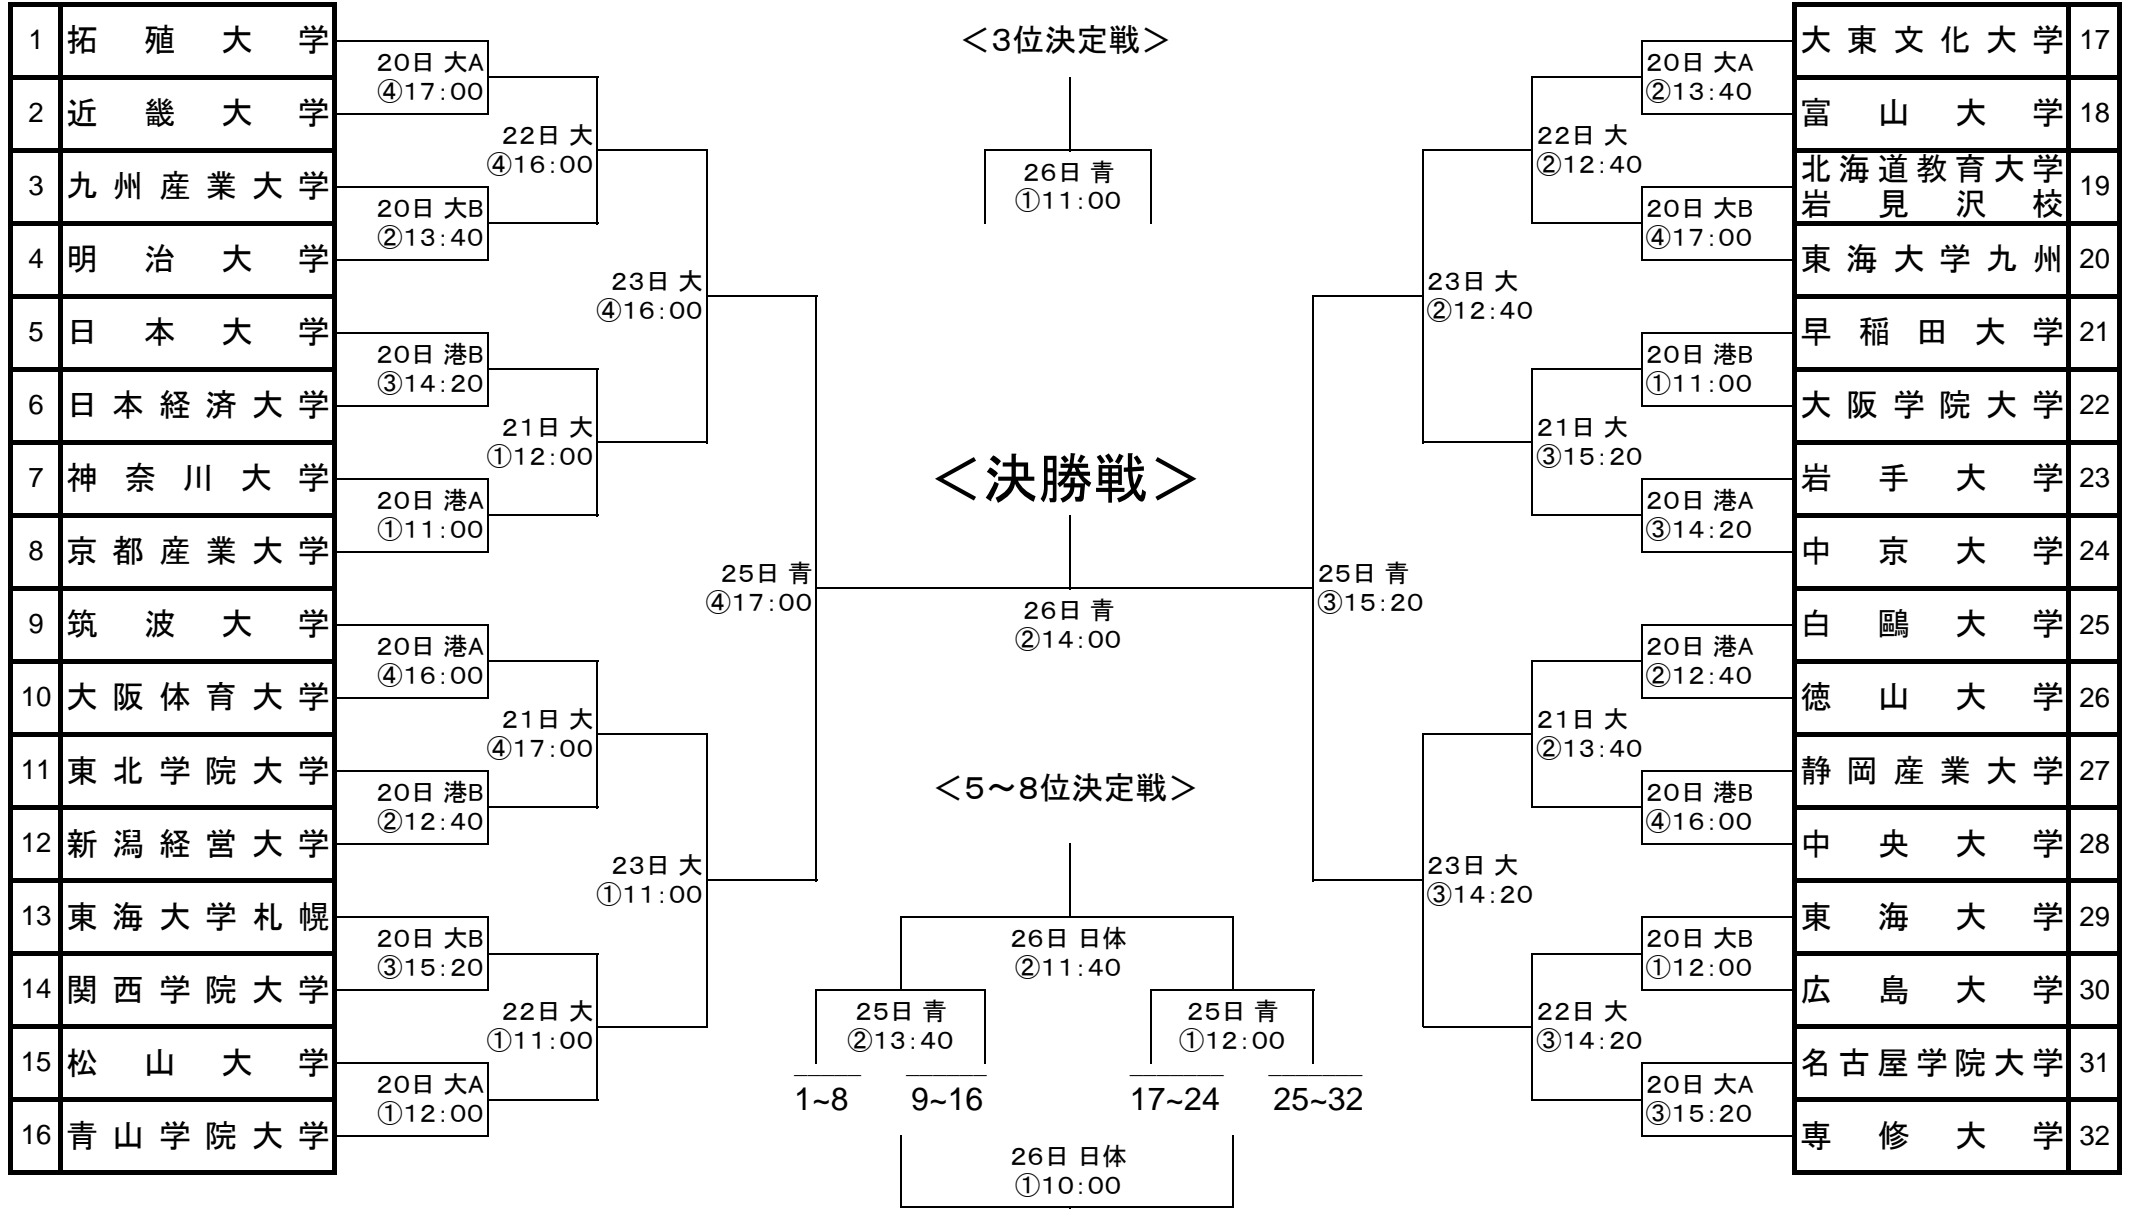 1 拓殖大学
2 近畿大学
3 九州産業大学
4 明治大学
5 日本大学
6 日本経済大学
7 神奈川大学
8 京都産業大学
9 筑波大学
10 大阪体育大学
11 東北学院大学
12 新潟経営大学
13 東海大学札幌
14 関西学院大学
15 松山大学
16 青山学院大学
20日 大A
④17:00
20日 大B
②13:40
20日 港B
③14:20
20日 港A
①11:00
20日 港A
④16:00
20日 港B
②12:40
20日 大B
③15:20
20日 大A
①12:00
22日 大
④16:00
21日 大
①12:00
21日 大
④17:00
22日 大
①11:00
23日 大
④16:00
23日 大
①11:00
25日 青
④17:00
＜3位決定戦＞
26日 青
①11:00
＜決勝戦＞
26日 青
②14:00
＜5～8位決定戦＞
26日 日体
②11:40
25日 青
②13:40
25日 青
①12:00
1~8
9~16
17~24
25~32
26日 日体
①10:00
25日 青
③15:20
23日 大
②12:40
23日 大
③14:20
22日 大
②12:40
21日 大
③15:20
21日 大
②13:40
22日 大
③14:20
20日 大A
②13:40
20日 大B
④17:00
20日 港B
①11:00
20日 港A
③14:20
20日 港A
②12:40
20日 港B
④16:00
20日 大B
①12:00
20日 大A
③15:20
大東文化大学 17
富山大学 18
北海道教育大学
岩見沢校 19
東海大学九州 20
早稲田大学 21
大阪学院大学 22
岩手大学 23
中京大学 24
白鷗大学 25
徳山大学 26
静岡産業大学 27
中央大学 28
東海大学 29
広島大学 30
名古屋学院大学 31
専修大学 32